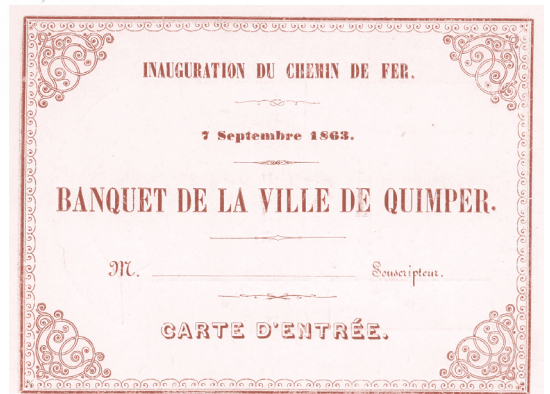 INAUGURATION DU CHEMIN DE FER.
7 Septembre 1863.
BANQUET DE LA VILLE DE QUIMPER.
M. Souscripteur.
CARTE D'ENTRÉE.